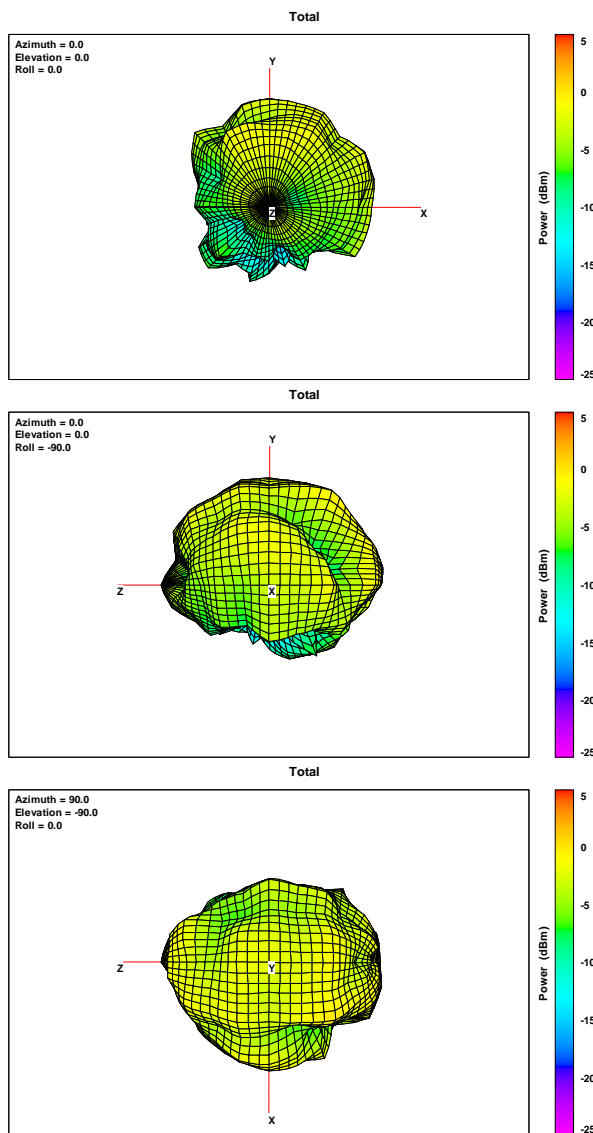 Total
Azimuth = 0.0
Elevation = 0.0
Roll = 0.0
Y
Z
X
5
0
-5
-10
-15
-20
-25
Power (dBm)
Total
Azimuth = 0.0
Elevation = 0.0
Roll = -90.0
Y
Z
X
5
0
-5
-10
-15
-20
-25
Power (dBm)
Total
Azimuth = 90.0
Elevation = -90.0
Roll = 0.0
Z
Y
X
5
0
-5
-10
-15
-20
-25
Power (dBm)